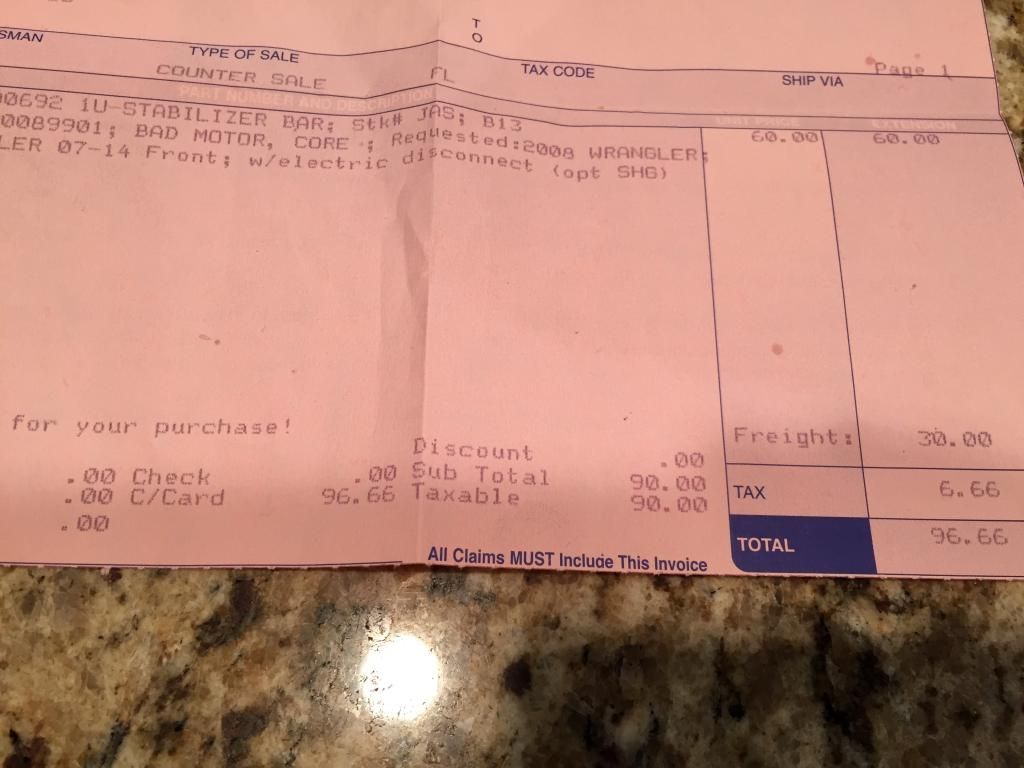 T
O
SMAN TYPE OF SALE TAX CODE SHIP VIA Page 1
COUNTER SALE fL
PART NUMBER AND DESCRIPTION UNIT PRICE EXTENSION
00692 1U-STABILIZER BAR; Stk# JAS; B13 60.00 60.00
0089901; BAD MOTOR, CORE ; Requested:2008 WRANGLER;
LER 07-14 Front; w/electric disconnect (opt SHG)
for your purchase!
Freight: 30.00
Discount .00
.00 Check .00 Sub Total 90.00
.00 C/Card 96.66 Taxable 90.00
TAX 6.66
.00
TOTAL 96.66
All Claims MUST Include This Invoice